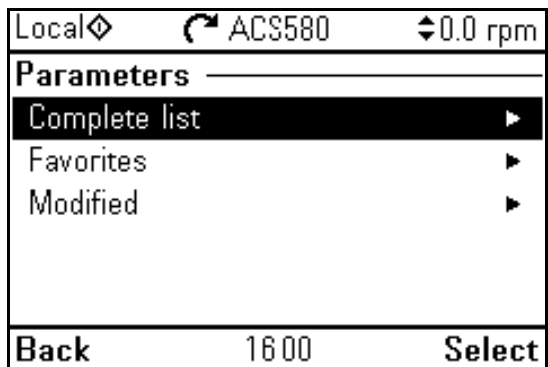 Local ACS580 0.0 rpm
Parameters
Complete list
Favorites
Modified
Back 16:00 Select